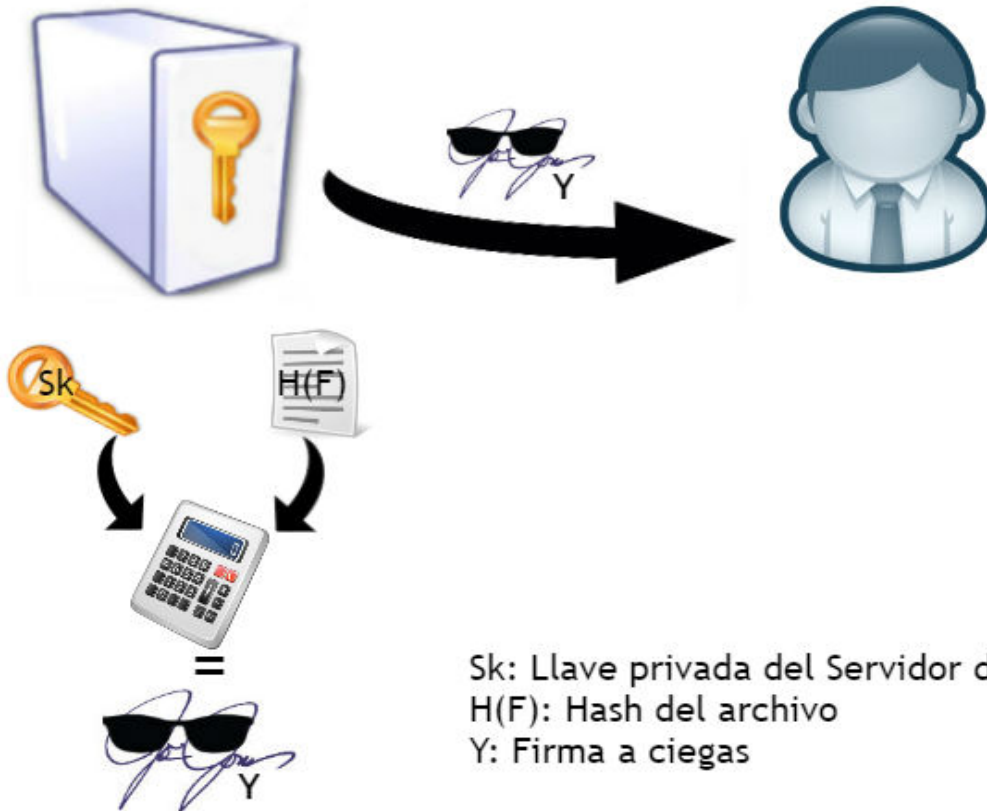 Y
Sk
H(F)
=
Y
Sk: Llave privada del Servidor d
H(F): Hash del archivo
Y: Firma a ciegas